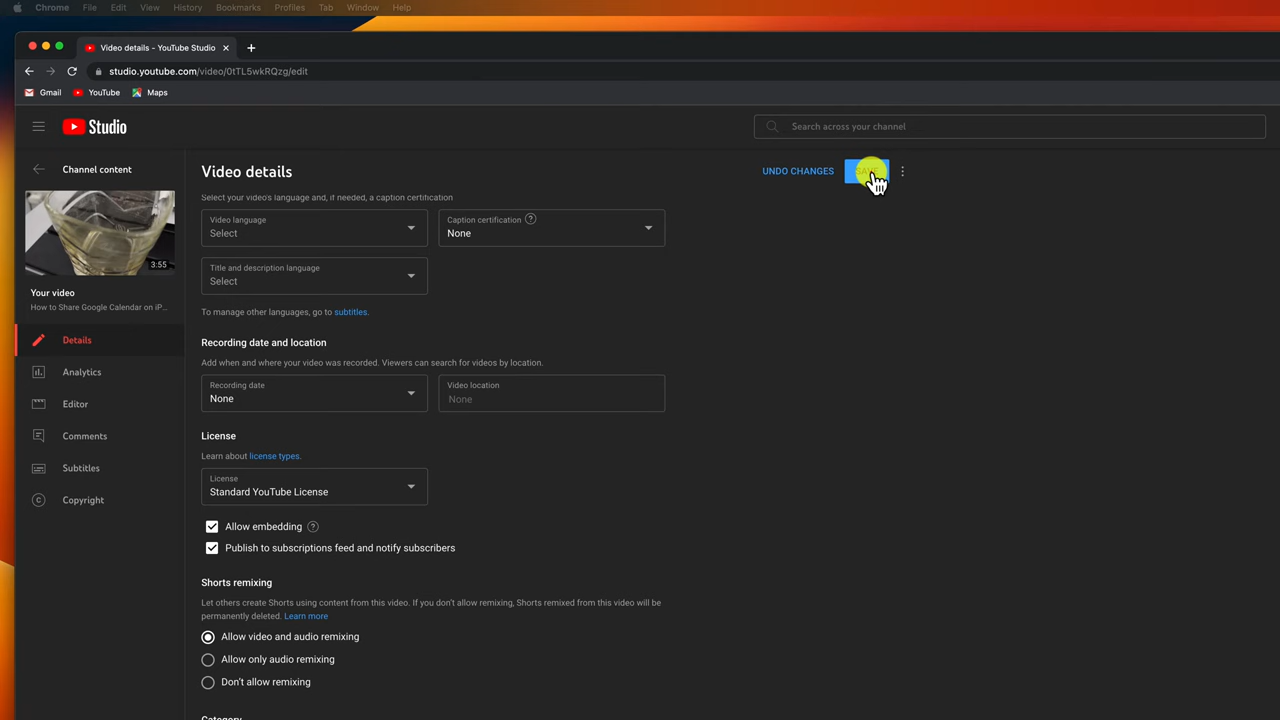 Chrome File Edit View History Bookmarks Profiles Tab Window Help
Video details - YouTube Studio
studio.youtube.com/video/0tTL5wkRQzg/edit
Gmail YouTube Maps
Studio
Search across your channel
Channel content
3:55
Your video
How to Share Google Calendar on iP...
Details
Analytics
Editor
Comments
Subtitles
Copyright
Video details
UNDO CHANGES
Select your video's language and, if needed, a caption certification
Video language
Select
Caption certification ?
None
Title and description language
Select
To manage other languages, go to subtitles.
Recording date and location
Add when and where your video was recorded. Viewers can search for videos by location.
Recording date
None
Video location
None
License
Learn about license types.
License
Standard YouTube License
Allow embedding ?
Publish to subscriptions feed and notify subscribers
Shorts remixing
Let others create Shorts using content from this video. If you don't allow remixing, Shorts remixed from this video will be
permanently deleted. Learn more
Allow video and audio remixing
Allow only audio remixing
Don't allow remixing
Category